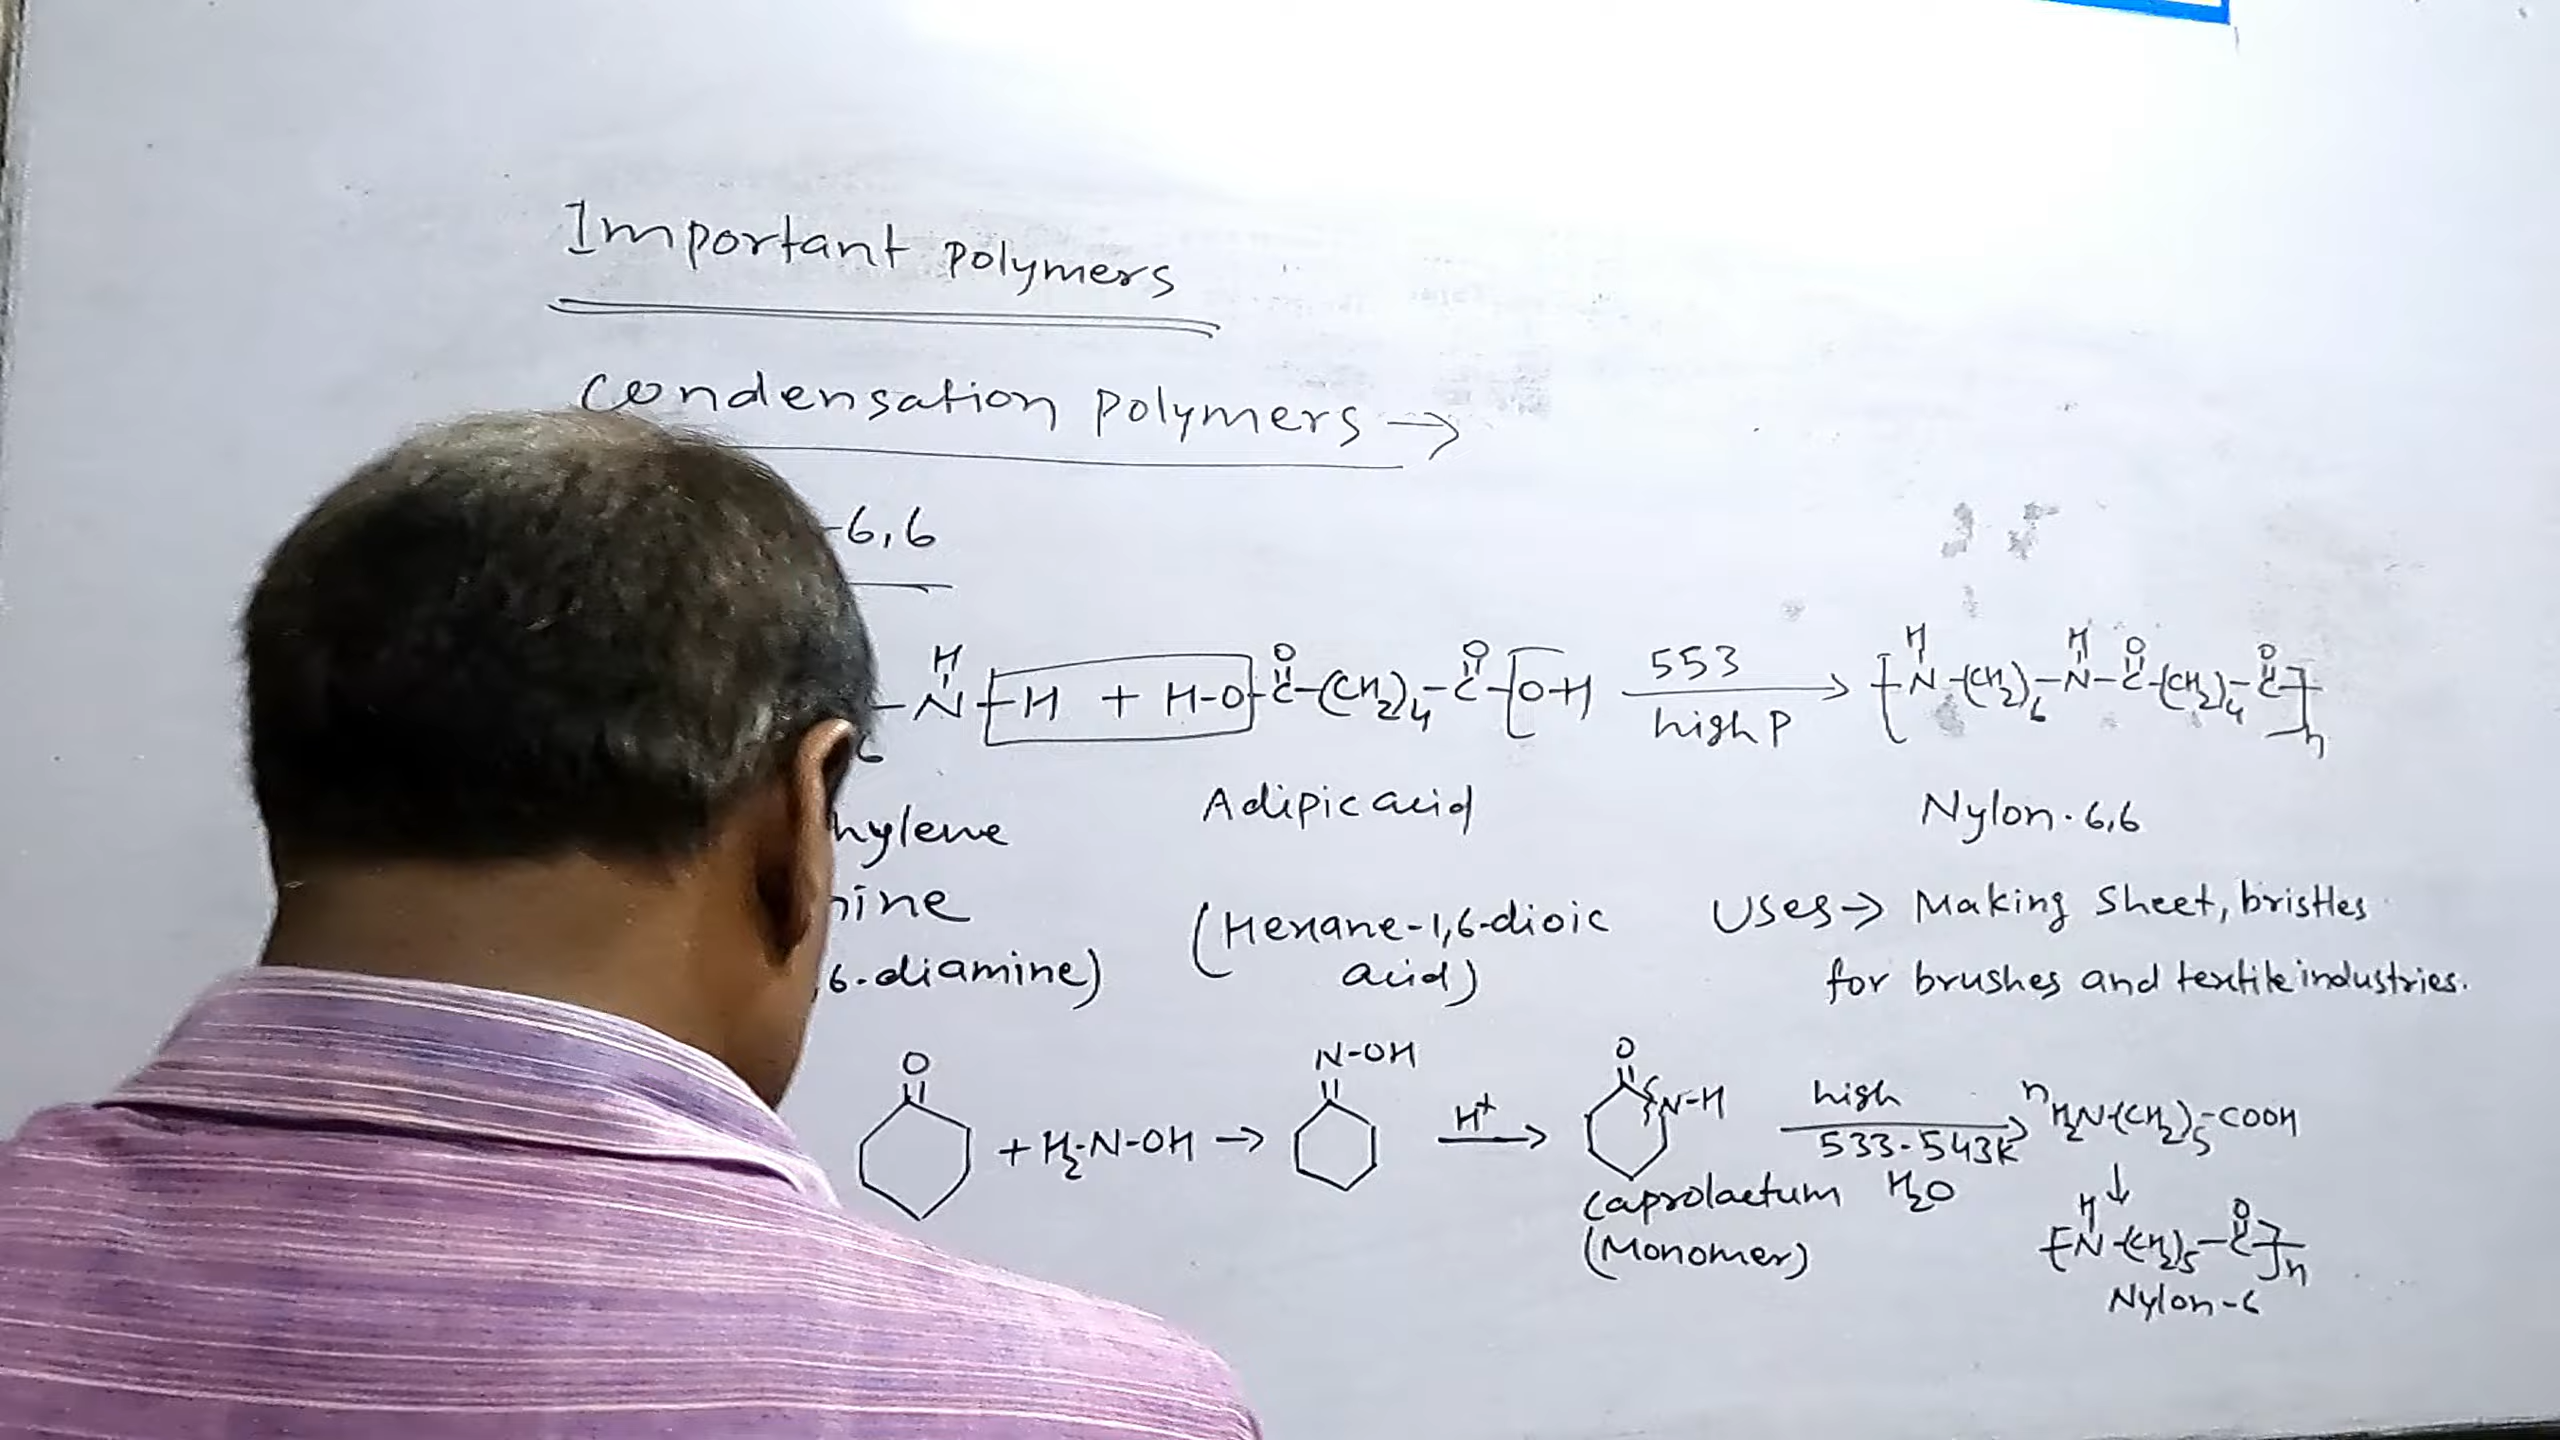 Important Polymers
Condensation Polymers →
-6,6
-N-H + H-O-C-(CH2)4-C-O-H 553 high P → [N-(CH2)6-N-C-(CH2)4-C]n
H H O O H H O O
6
Adipic acid Nylon-6,6
hylene
nine (Hexane-1,6-dioic acid) Uses → Making Sheet, bristles
,6-diamine) for brushes and textile industries.
O + H2-N-OH → N-OH H+ → O N-H high 533-543K H2O → n H2N-(CH2)5-COOH
Caprolactum
(Monomer)
↓
[N-(CH2)5-C]n
H O
Nylon-6